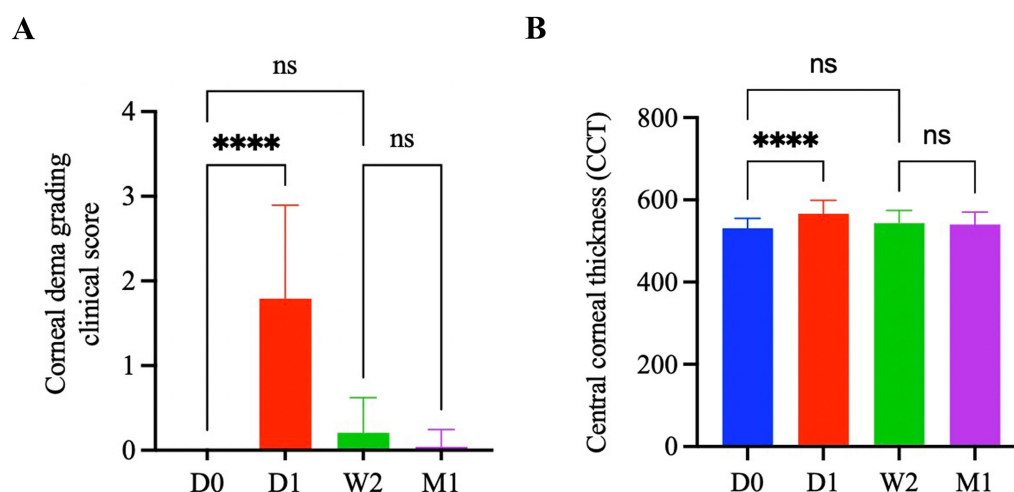 A
ns
4
****
ns
3
2
1
0
Corneal dema grading
clinical score
D0 D1 W2 M1
B
ns
800
****
ns
600
400
200
0
Central corneal thickness (CCT)
D0 D1 W2 M1